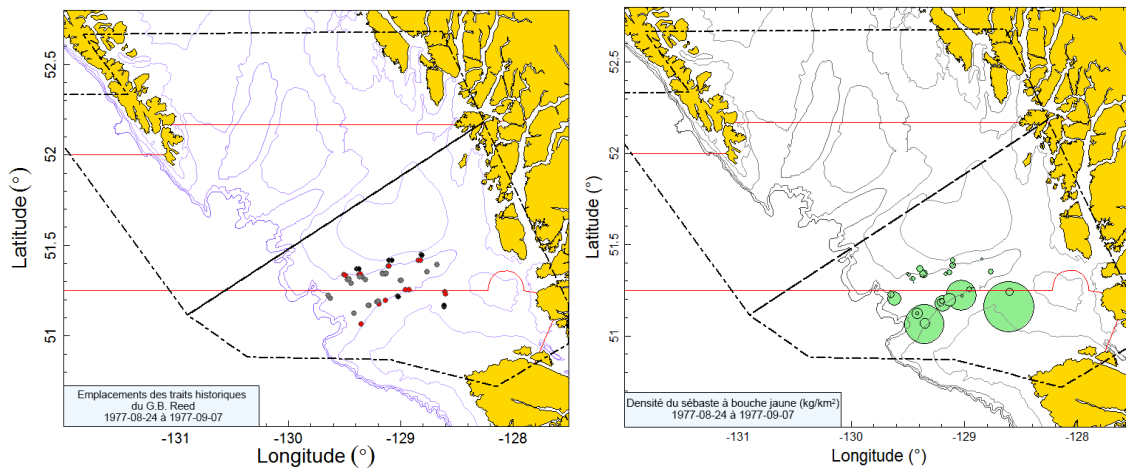 52.5
52
51.5
51
Latitude (°)
Emplacements des traits historiques
du G.B. Reed
1977-08-24 à 1977-09-07
-131
-130
-129
-128
Longitude (°)
52.5
52
51.5
51
Latitude (°)
Densité du sébaste à bouche jaune (kg/km²)
1977-08-24 à 1977-09-07
-131
-130
-129
-128
Longitude (°)